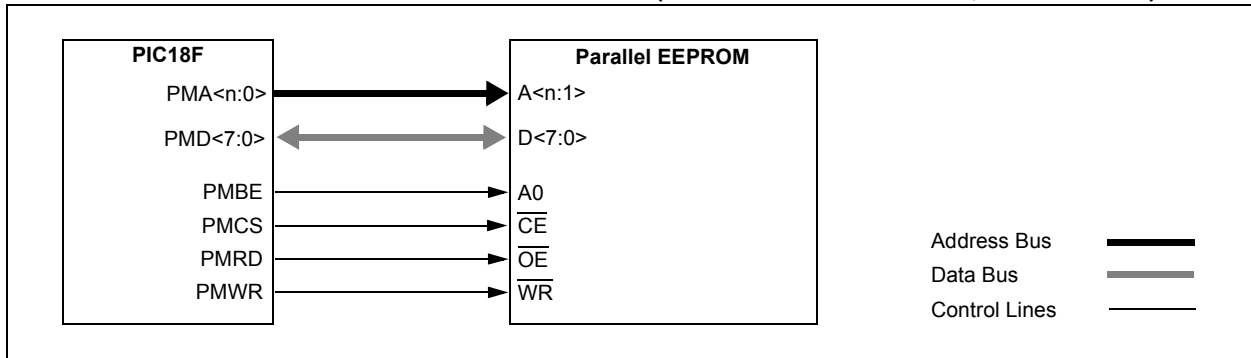 PIC18F
Parallel EEPROM
PMA<n:0>
A<n:1>
PMD<7:0>
D<7:0>
PMBE
A0
PMCS
CE
PMRD
OE
PMWR
WR
Address Bus
Data Bus
Control Lines